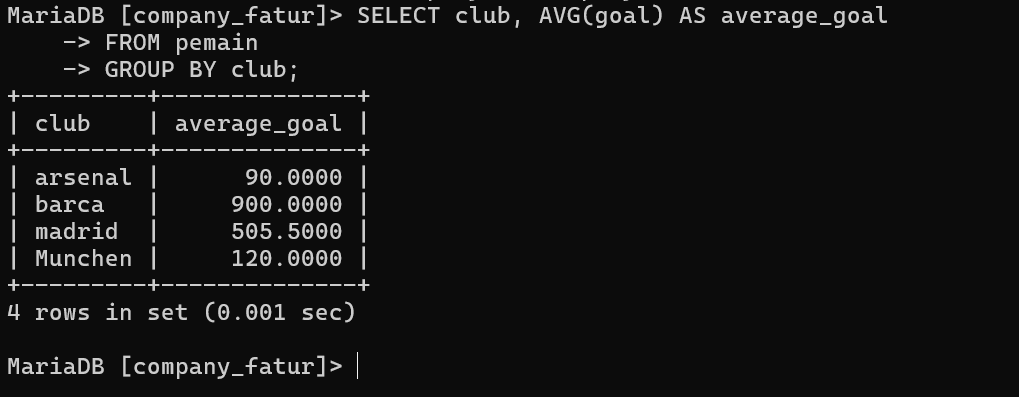 MariaDB [company_fatur]> SELECT club, AVG(goal) AS average_goal
    -> FROM pemain
    -> GROUP BY club;
+---------+--------------+
| club    | average_goal |
+---------+--------------+
| arsenal |      90.0000 |
| barca   |     900.0000 |
| madrid  |     505.5000 |
| Munchen |     120.0000 |
+---------+--------------+
4 rows in set (0.001 sec)
MariaDB [company_fatur]>